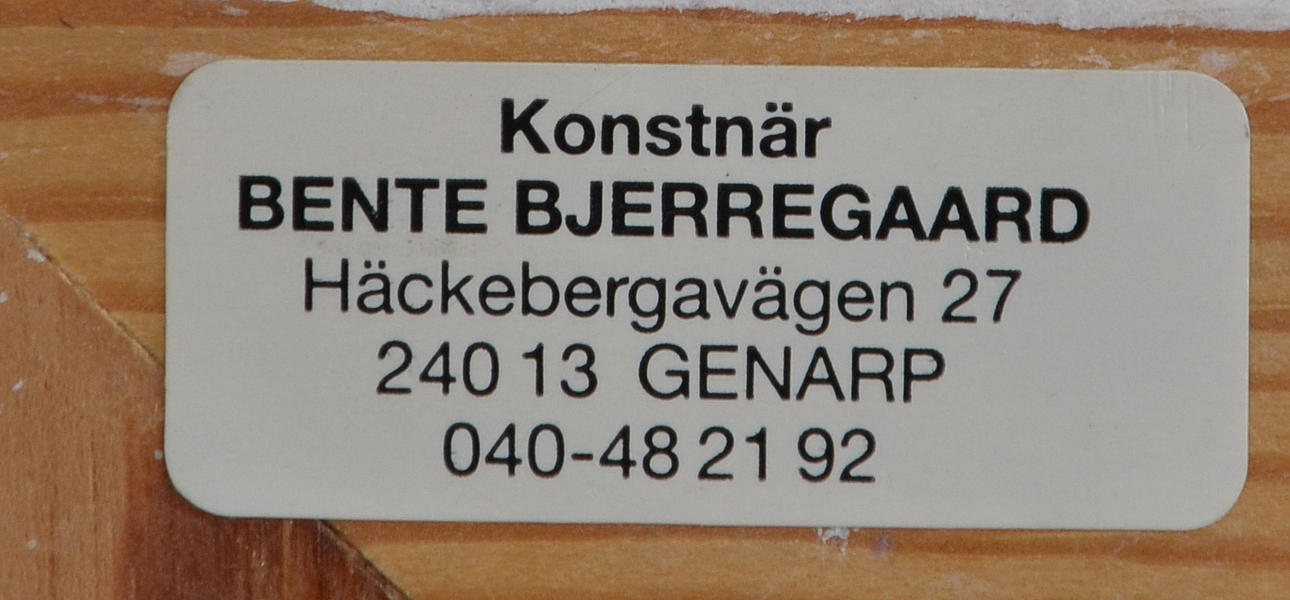 Konstnär
BENTE BJERREGAARD
Häckebergavägen 27
240 13 GENARP
040-48 21 92